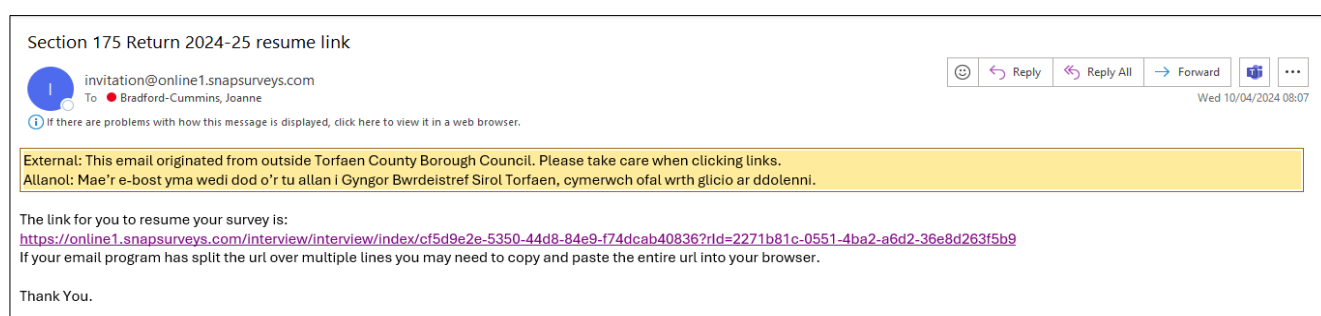 Section 175 Return 2024-25 resume link
I
invitation@online1.snapsurveys.com
To Bradford-Cummins, Joanne
Reply
Reply All
Forward
Wed 10/04/2024 08:07
If there are problems with how this message is displayed, click here to view it in a web browser.
External: This email originated from outside Torfaen County Borough Council. Please take care when clicking links.
Allanol: Mae'r e-bost yma wedi dod o'r tu allan i Gyngor Bwrdeistref Sirol Torfaen, cymerwch ofal wrth glicio ar ddolenni.
The link for you to resume your survey is:
https://online1.snapsurveys.com/interview/interview/index/cf5d9e2e-5350-44d8-84e9-f74dcab40836?rId=2271b81c-0551-4ba2-a6d2-36e8d263f5b9
If your email program has split the url over multiple lines you may need to copy and paste the entire url into your browser.
Thank You.